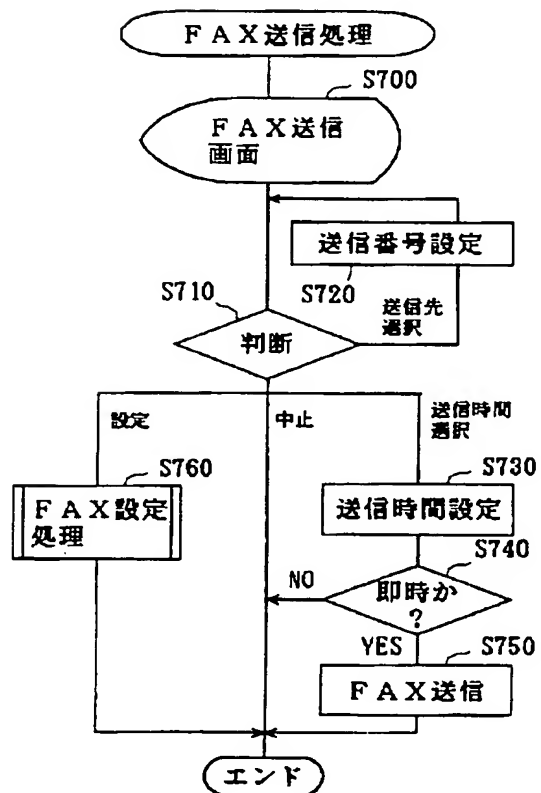 ＦＡＸ送信処理
S700
ＦＡＸ送信
画面
送信番号設定
S710
S720
送信先
選択
判断
設定
中止
送信時間
選択
S760
S730
ＦＡＸ設定
処理
送信時間設定
S740
NO
即時か
？
YES
S750
ＦＡＸ送信
エンド